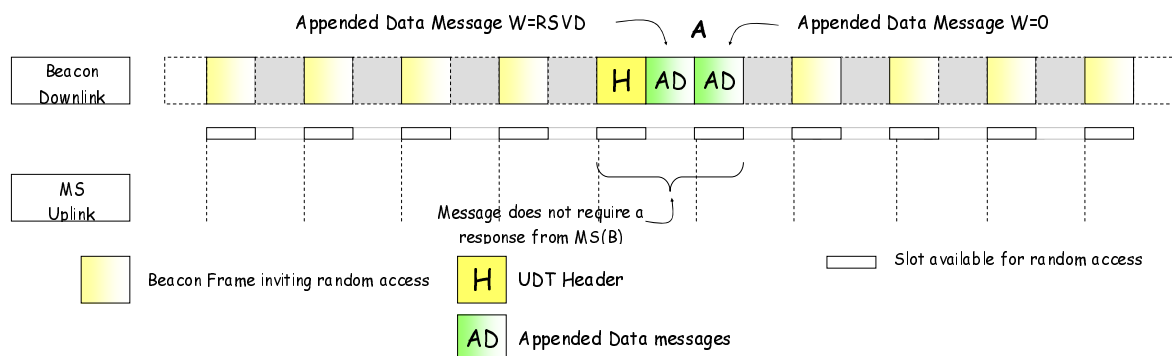 Appended Data Message W=RSVD
A
Appended Data Message W=0
Beacon
Downlink
H
AD
AD
MS
Uplink
Message does not require a
response from MS(B)
Beacon Frame inviting random access
H
UDT Header
Slot available for random access
AD
Appended Data messages